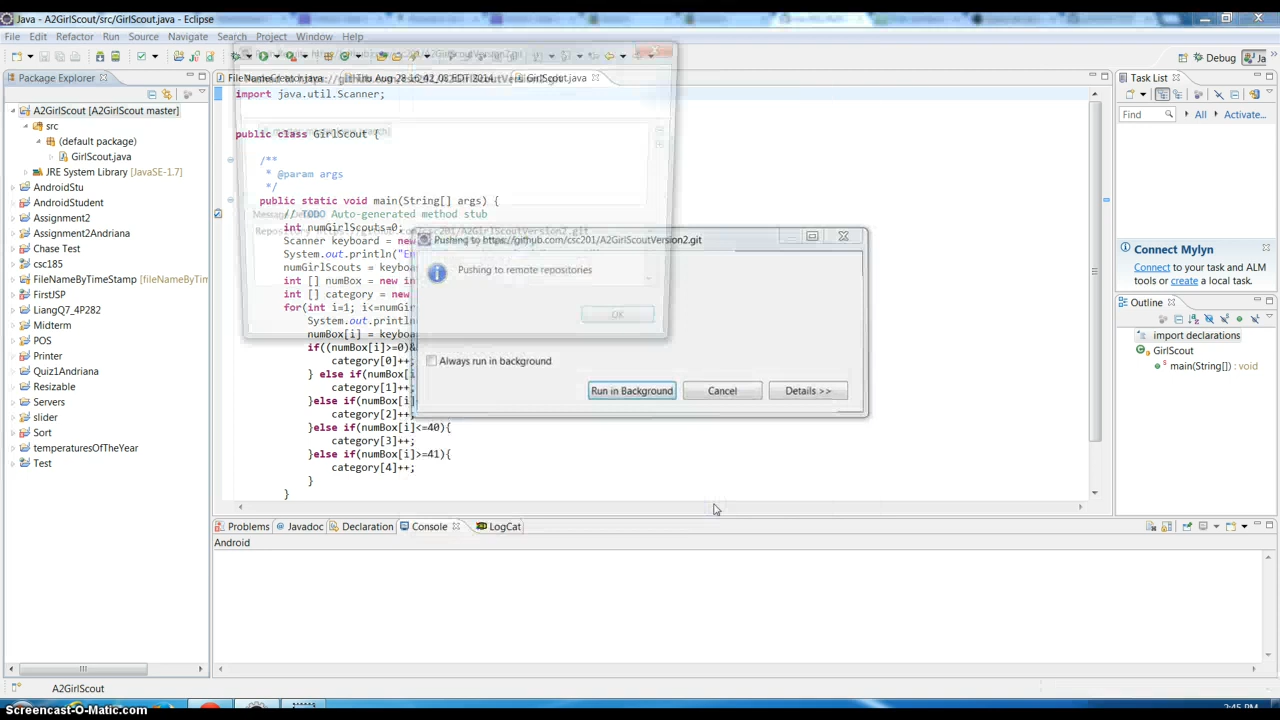 Java - A2GirlScout/src/GirlScout.java - Eclipse
File Edit Refactor Run Source Navigate Search Project Window Help
Debug
Ja
Package Explorer
A2GirlScout [A2GirlScout master]
src
(default package)
GirlScout.java
JRE System Library [JavaSE-1.7]
AndroidStu
AndroidStudent
Assignment2
Assignment2Andriana
Chase Test
csc185
FileNameByTimeStamp [fileNameByTim
FirstJSP
LiangQ7_4P282
Midterm
POS
Printer
Quiz1Andriana
Resizable
Servers
slider
Sort
temperaturesOfTheYear
Test
GirlScout.java
import java.util.Scanner;
public class GirlScout {
/**
* @param args
*/
public static void main(String[] args) {
// TODO Auto-generated method stub
int numGirlScouts=0;
Scanner keyboard = new
System.out.println("En
numGirlScouts = keybo
int [] numBox = new in
int [] category = new
for(int i=1; i<=numGir
System.out.println
numBox[i] = keyboa
if((numBox[i]>=0)&
category[0]++;
} else if(numBox[i
category[1]++;
}else if(numBox[i]
category[2]++;
}else if(numBox[i]<=40){
category[3]++;
}else if(numBox[i]>=41){
category[4]++;
}
}
OK
Pushing to https://github.com/csc201/A2GirlScoutVersion2.git
Pushing to remote repositories
Always run in background
Run in Background Cancel Details >>
Task List
Find All Activate...
Connect Mylyn
Connect to your task and ALM
tools or create a local task.
Outline
import declarations
GirlScout
main(String[]) : void
Problems @ Javadoc Declaration Console LogCat
Android
A2GirlScout
Screencast-O-Matic.com
2:45 PM